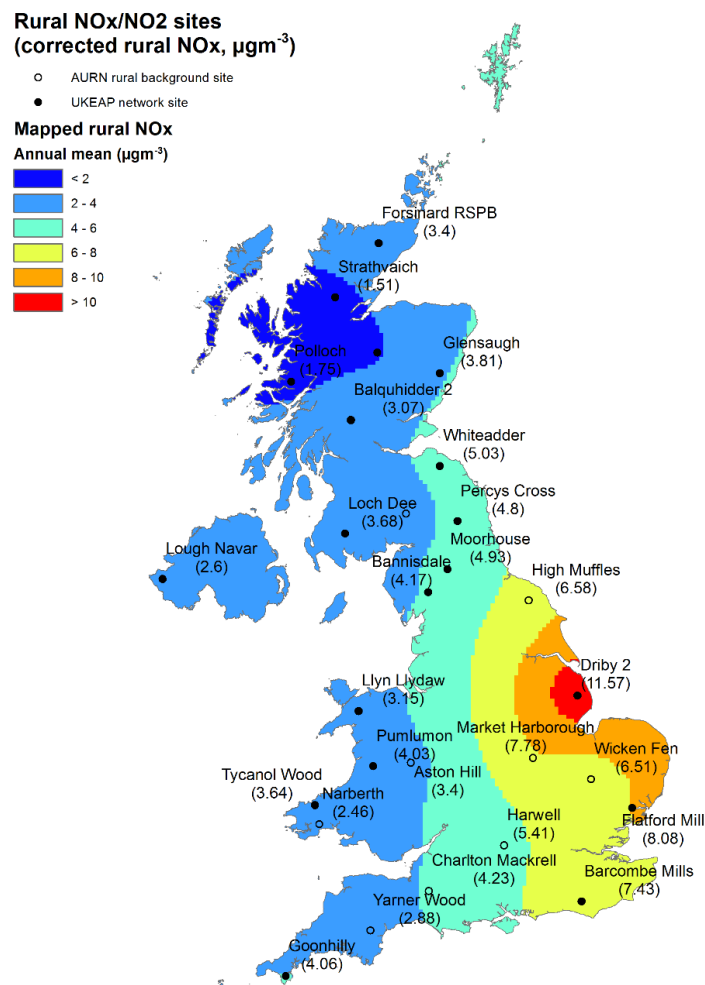 Rural NOx/NO2 sites
(corrected rural NOx, µgm-3)
AURN rural background site
UKEAP network site
Mapped rural NOx
Annual mean (µgm-3)
< 2
2 - 4
4 - 6
6 - 8
8 - 10
> 10
Forsinard RSPB
(3.4)
Strathvaich
(1.51)
Glensaugh
(3.81)
Polloch
(1.75)
Balquhidder 2
(3.07)
Whiteadder
(5.03)
Percys Cross
(4.8)
Loch Dee
(3.68)
Moorhouse
(4.93)
Lough Navar
(2.6)
Bannisdale
(4.17)
High Muffles
(6.58)
Driby 2
(11.57)
Llyn Llydaw
(3.15)
Market Harborough
(7.78)
Pumlumon
(4.03)
Wicken Fen
(6.51)
Aston Hill
(3.4)
Tycanol Wood
(3.64)
Narberth
(2.46)
Harwell
(5.41)
Flatford Mill
(8.08)
Charlton Mackrell
(4.23)
Barcombe Mills
(7.43)
Yarner Wood
(2.88)
Goonhilly
(4.06)